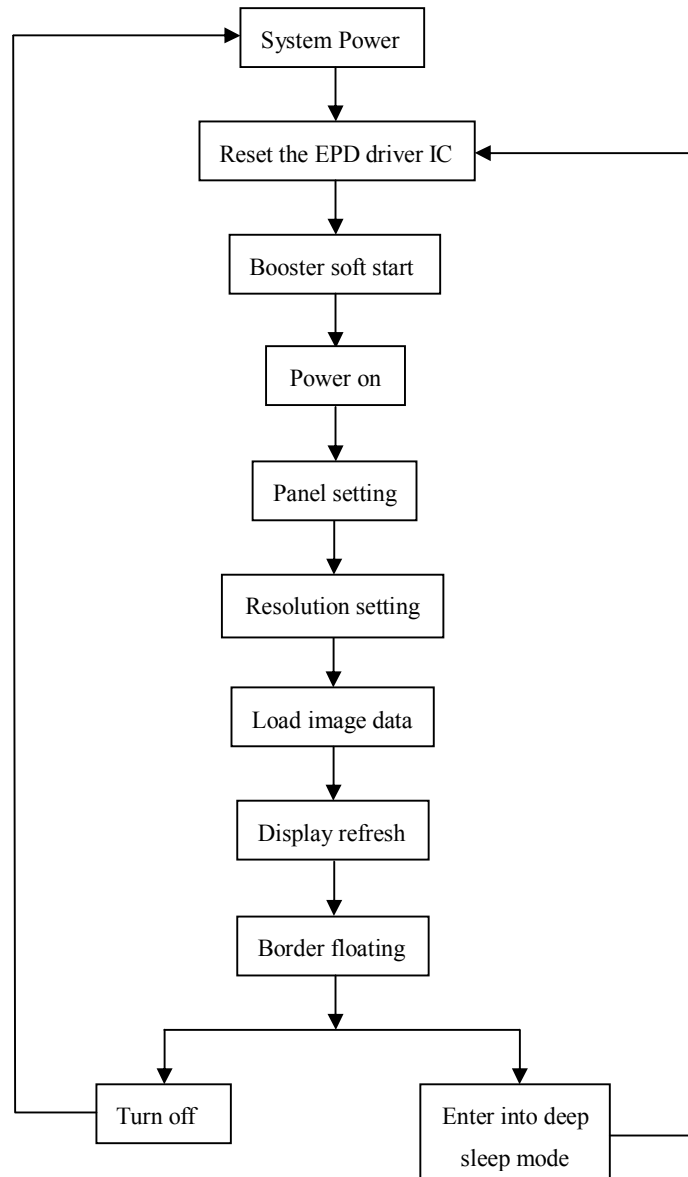 System Power
Reset the EPD driver IC
Booster soft start
Power on
Panel setting
Resolution setting
Load image data
Display refresh
Border floating
Turn off
Enter into deep
sleep mode